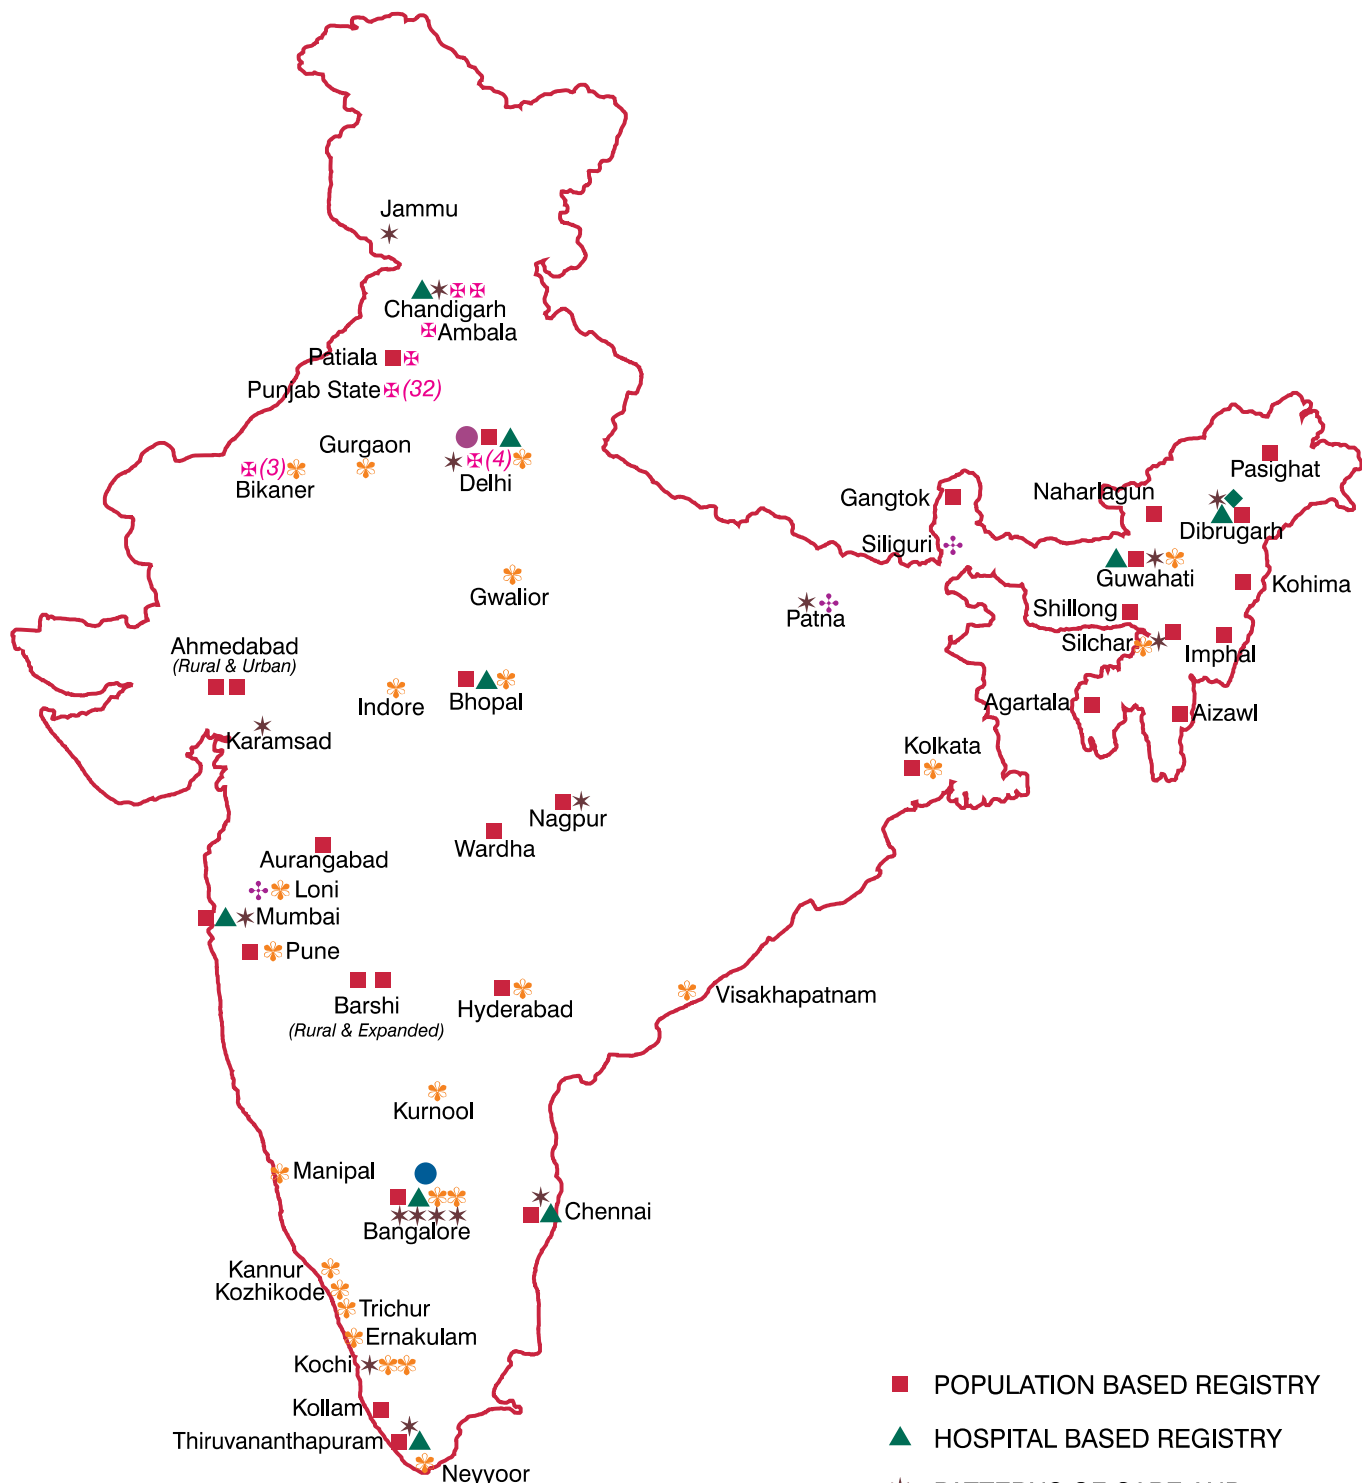 Jammu
Chandigarh
Ambala
Patiala
Punjab State (32)
Gurgaon
(3)
Bikaner
(4)
Delhi
Pasighat
Naharlagun
Gangtok
Dibrugarh
Siliguri
Guwahati
Kohima
Gwalior
Patna
Shillong
Silchar
Imphal
Ahmedabad
(Rural & Urban)
Indore
Bhopal
Agartala
Aizawl
Karamsad
Kolkata
Nagpur
Wardha
Aurangabad
Loni
Mumbai
Pune
Barshi
(Rural & Expanded)
Hyderabad
Visakhapatnam
Kurnool
Manipal
Bangalore
Chennai
Kannur
Kozhikode
Trichur
Ernakulam
Kochi
Kollam
Thiruvananthapuram
Neyyoor
POPULATION BASED REGISTRY
HOSPITAL BASED REGISTRY